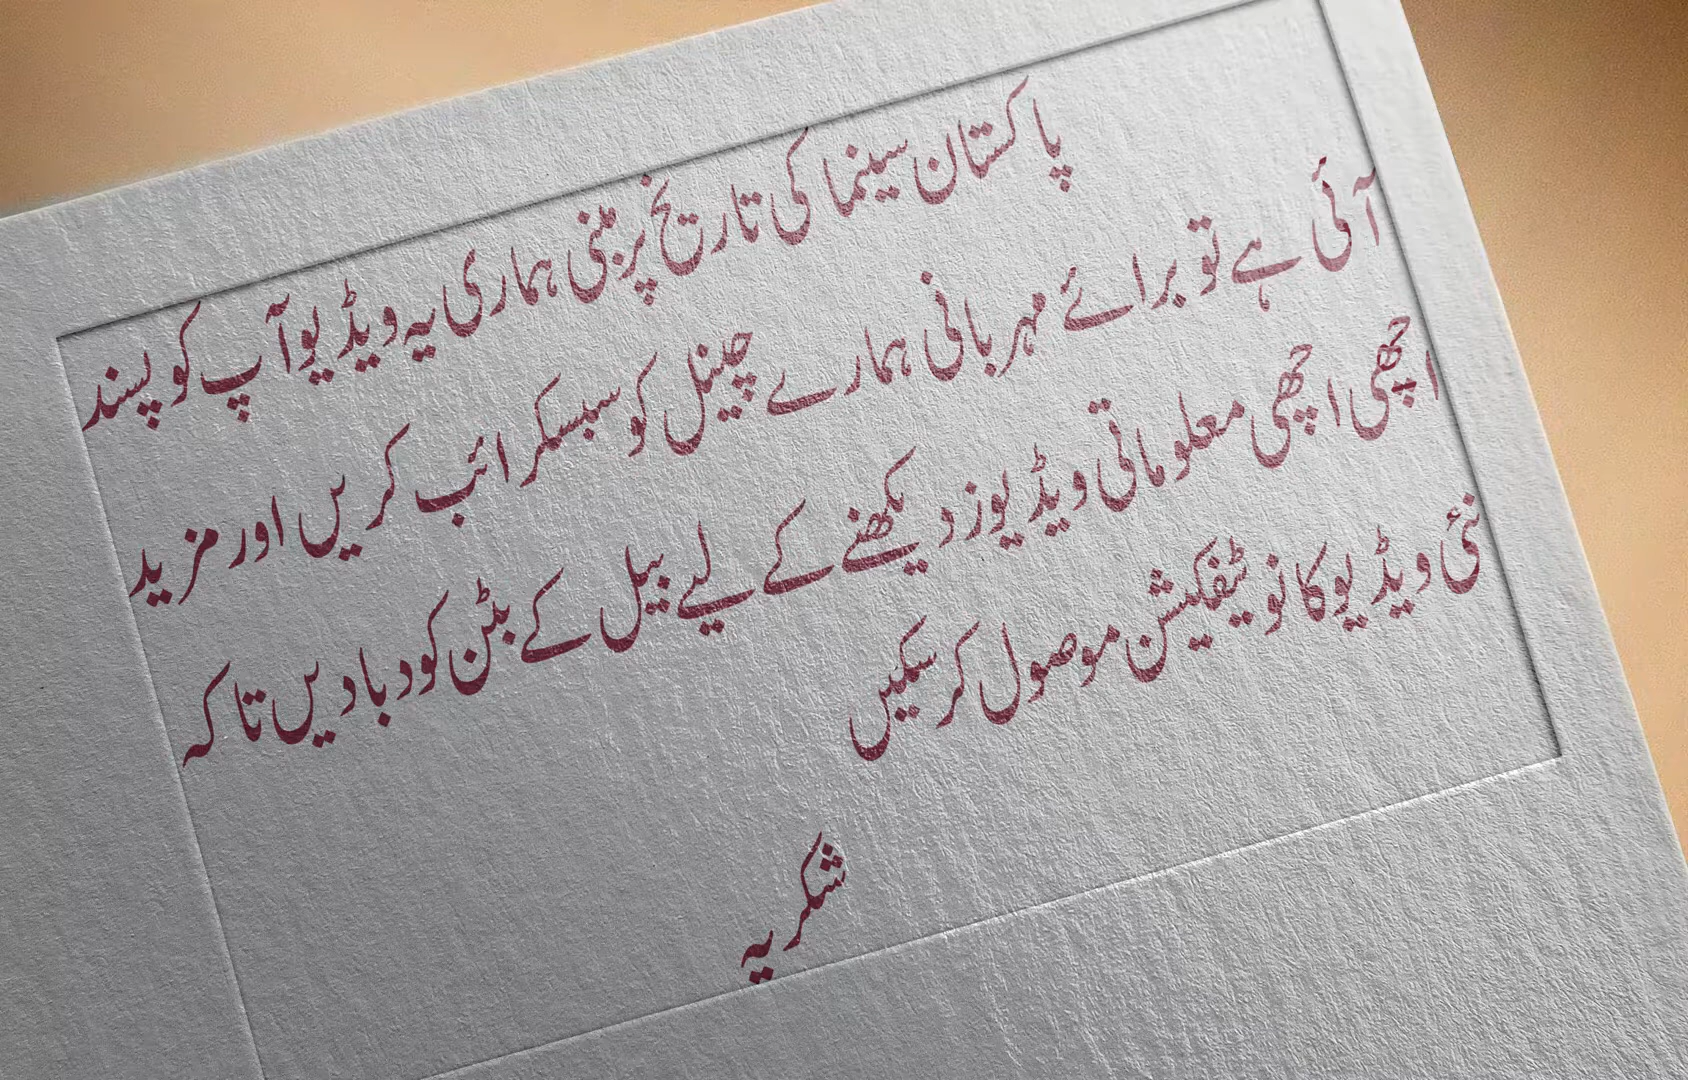 پاکستان سینما کی تاریخ پر مبنی ہماری یہ ویڈیو آپ کو پسند
آئی ہے تو برائے مہربانی ہمارے چینل کو سبسکرائب کریں اور مزید
اچھی اچھی معلوماتی ویڈیوز دیکھنے کے لیے بیل کے بٹن کو دبا دیں تاکہ
نئی ویڈیو کا نوٹیفکیشن موصول کر سکیں
شکریہ